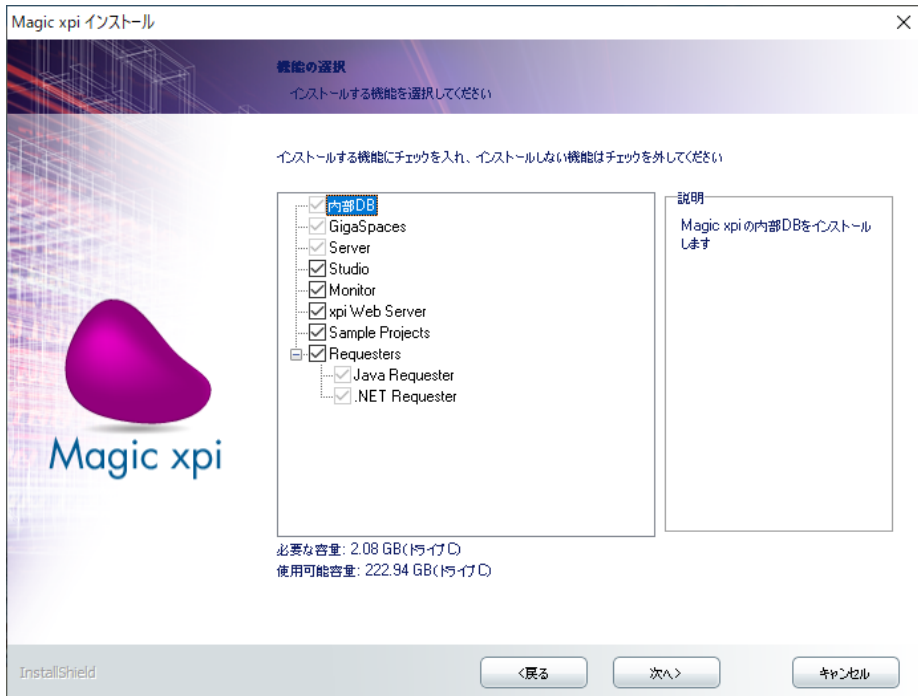 Magic xpi インストール
機能の選択
インストールする機能を選択してください
インストールする機能にチェックを入れ、インストールしない機能はチェックを外してください
内部DB
GigaSpaces
Server
Studio
Monitor
xpi Web Server
Sample Projects
Requesters
Java Requester
.NET Requester
説明
Magic xpiの内部DBをインストール
します
Magic xpi
必要な容量: 2.08 GB(ドライブ C)
使用可能容量: 222.94 GB(ドライブ C)
InstallShield
<戻る
次へ>
キャンセル